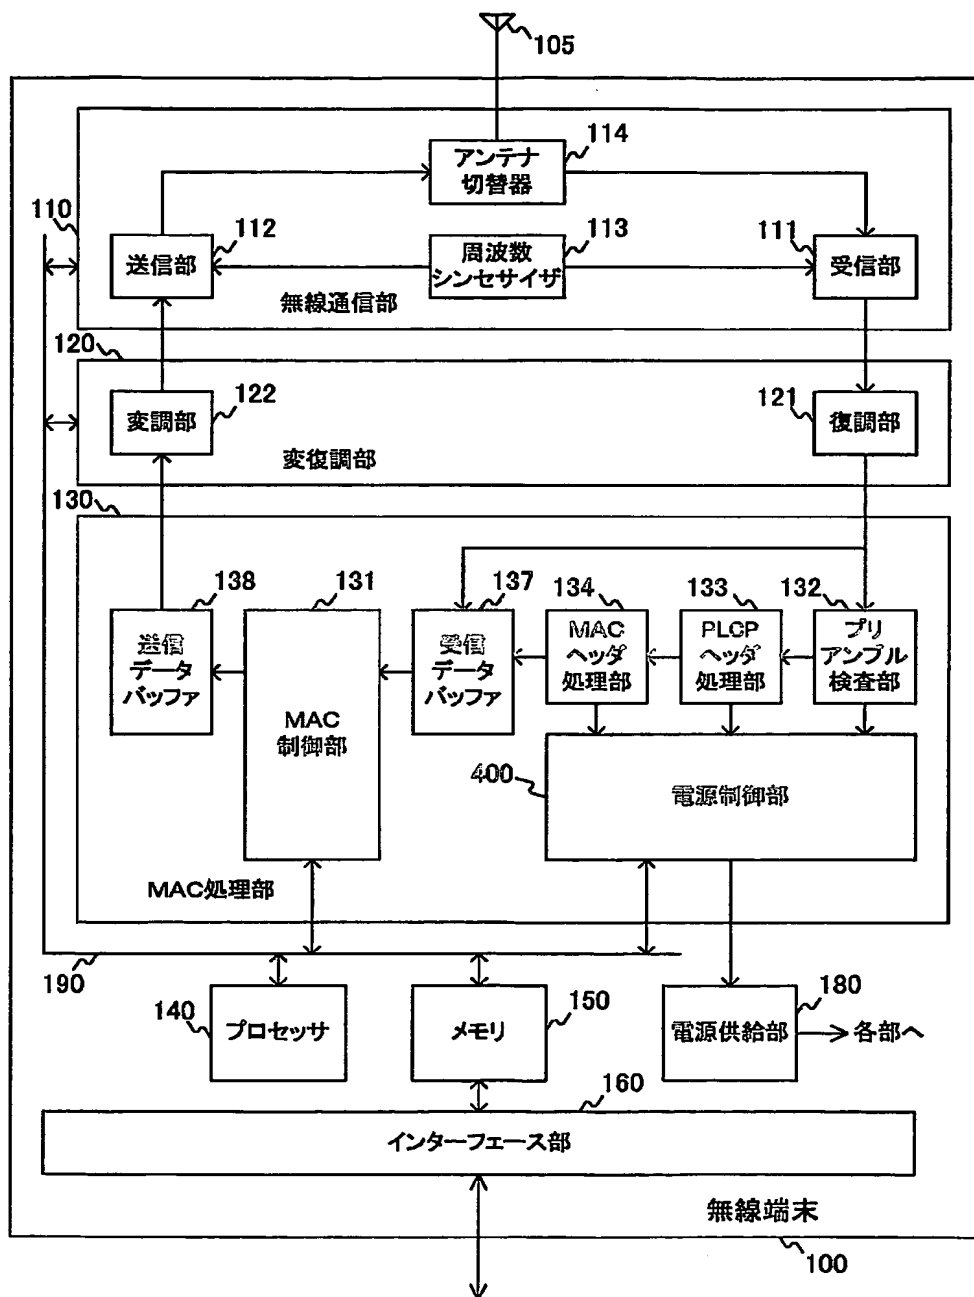 105
114
アンテナ
切替器
110
112
113
111
送信部
周波数
シンセサイザ
受信部
無線通信部
120
122
121
変調部
復調部
変復調部
130
138
131
137
134
133
132
送信
データ
バッファ
MAC
制御部
受信
データ
バッファ
MAC
ヘッダ
処理部
PLCP
ヘッダ
処理部
プリ
アンブル
検査部
400
電源制御部
MAC処理部
190
140
プロセッサ
150
メモリ
180
電源供給部
各部へ
160
インターフェース部
無線端末
100